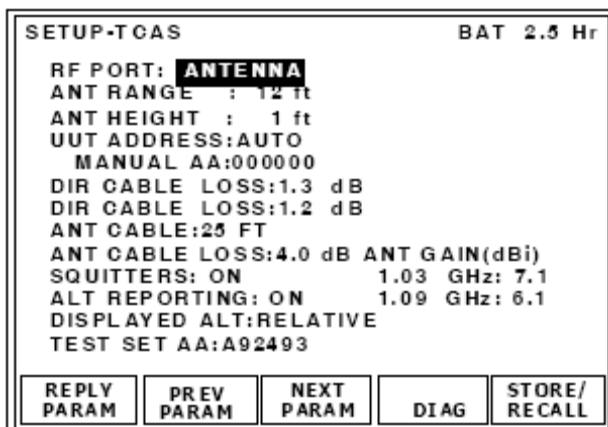 SETUP-TCAS BAT 2.5 Hr
RF PORT: ANTENNA
ANT RANGE : 12 ft
ANT HEIGHT : 1 ft
UUT ADDRESS:AUTO
MANUAL AA:000000
DIR CABLE LOSS:1.3 dB
DIR CABLE LOSS:1.2 dB
ANT CABLE:25 FT
ANT CABLE LOSS:4.0 dB ANT GAIN(dBi)
SQUITTERS: ON 1.03 GHz: 7.1
ALT REPORTING: ON 1.09 GHz: 6.1
DISPLAYED ALT:RELATIVE
TEST SET AA:A92493
REPLY PARAM PREV PARAM NEXT PARAM DIAG STORE/ RECALL